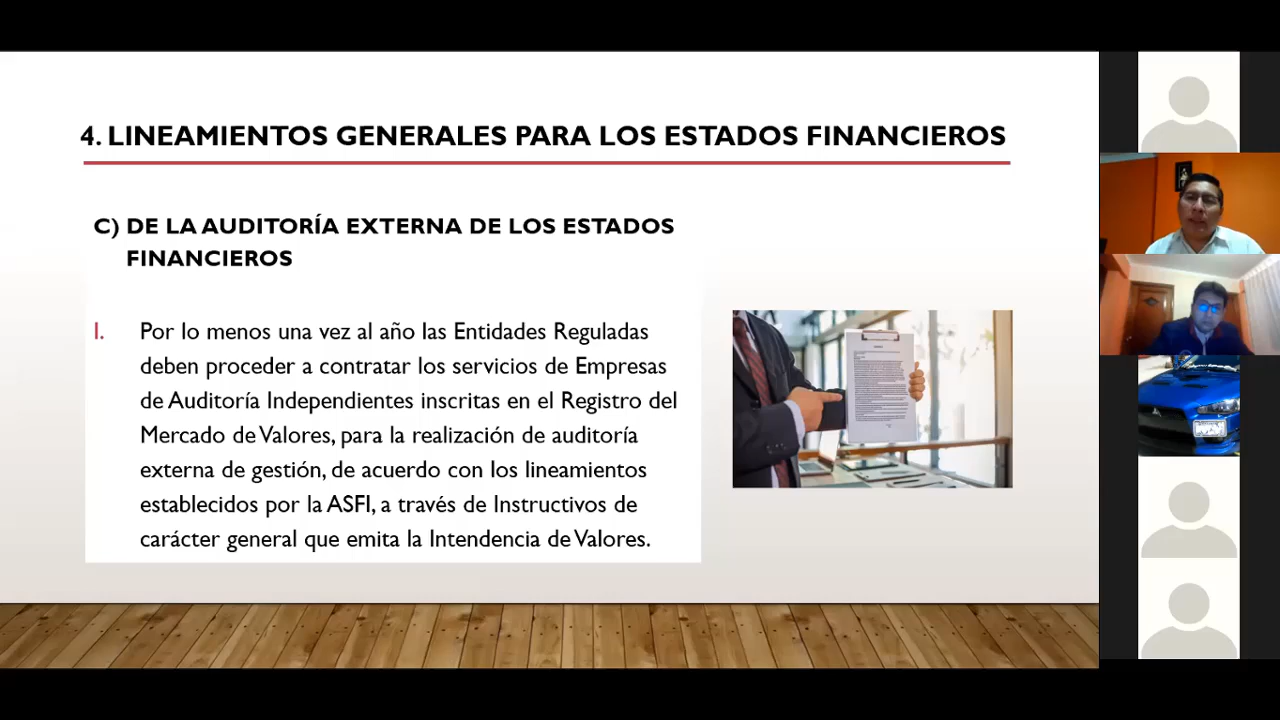 4. LINEAMIENTOS GENERALES PARA LOS ESTADOS FINANCIEROS
C) DE LA AUDITORÍA EXTERNA DE LOS ESTADOS
FINANCIEROS
I. Por lo menos una vez al año las Entidades Reguladas
deben proceder a contratar los servicios de Empresas
de Auditoría Independientes inscritas en el Registro del
Mercado de Valores, para la realización de auditoría
externa de gestión, de acuerdo con los lineamientos
establecidos por la ASFI, a través de Instructivos de
carácter general que emita la Intendencia de Valores.